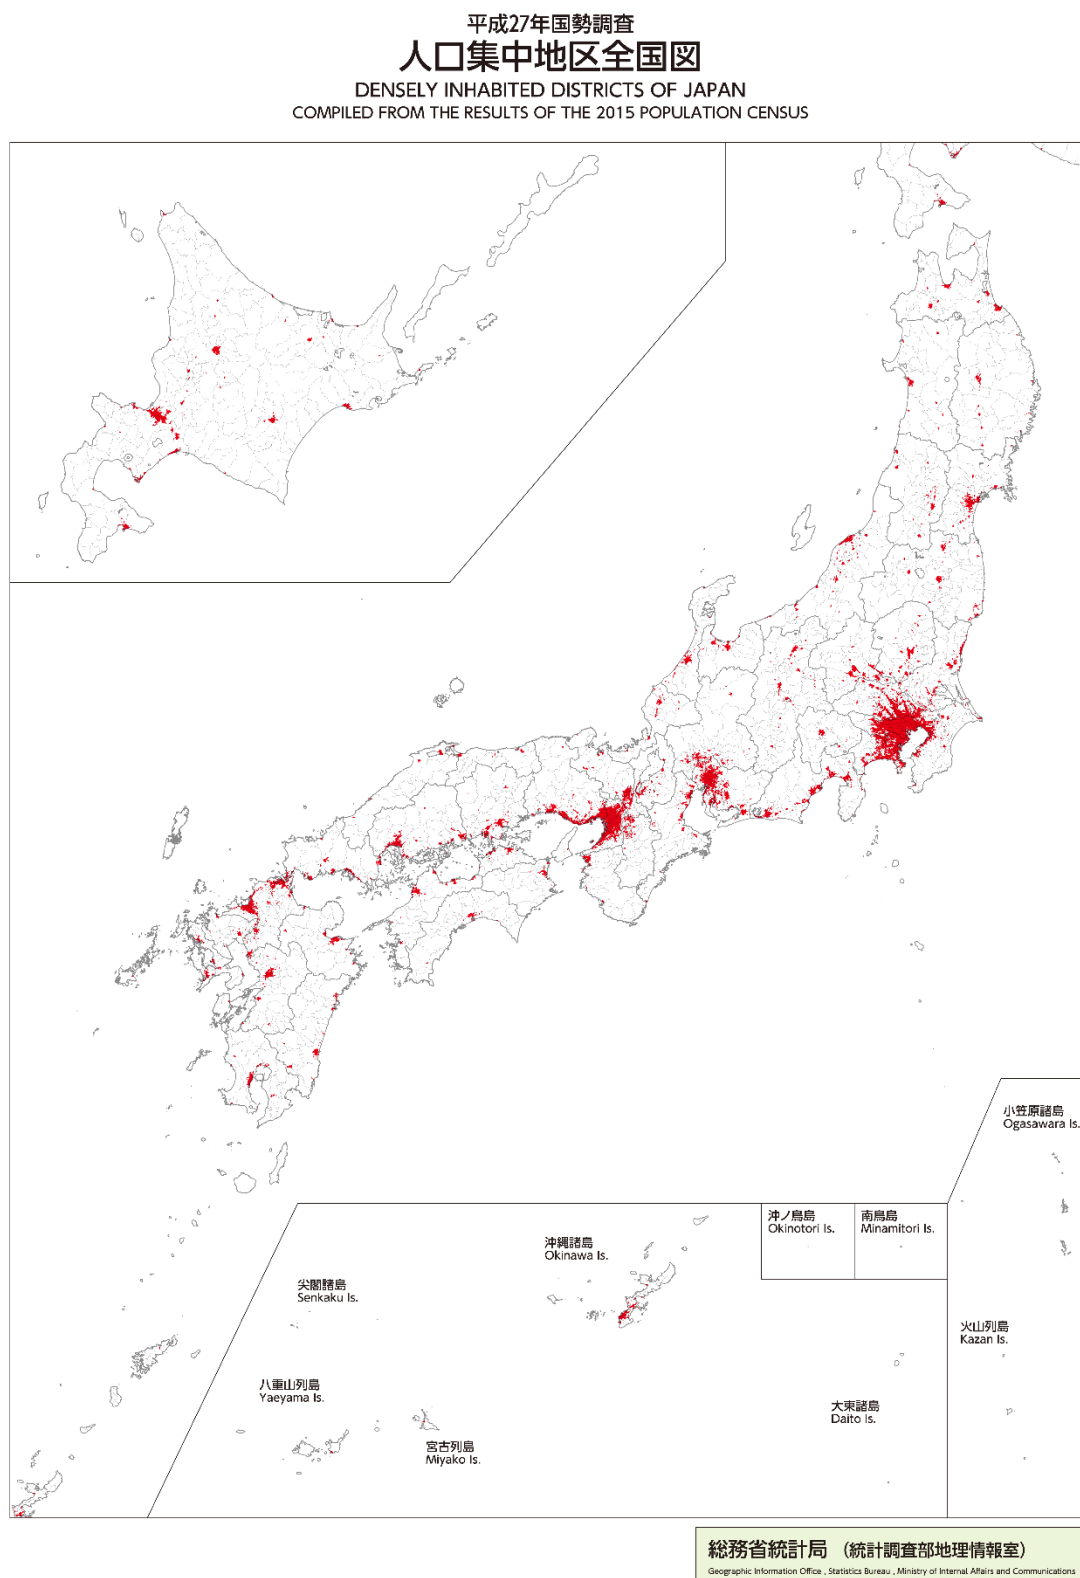 平成27年国勢調査
人口集中地区全国図
DENSELY INHABITED DISTRICTS OF JAPAN
COMPILED FROM THE RESULTS OF THE 2015 POPULATION CENSUS
小笠原諸島
Ogasawara Is.
沖ノ鳥島
Okinotori Is.
南鳥島
Minamitori Is.
沖縄諸島
Okinawa Is.
尖閣諸島
Senkaku Is.
火山列島
Kazan Is.
八重山列島
Yaeyama Is.
大東諸島
Daito Is.
宮古列島
Miyako Is.
総務省統計局 （統計調査部地理情報室）
Geographic Information Office , Statistics Bureau , Ministry of Internal Affairs and Communications